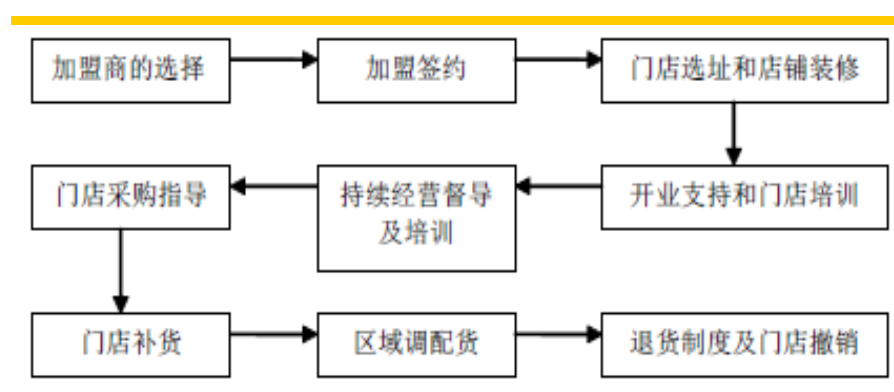 加盟商的选择
加盟签约
门店选址和店铺装修
开业支持和门店培训
持续经营督导
及培训
门店采购指导
门店补货
区域调配货
退货制度及门店撤销